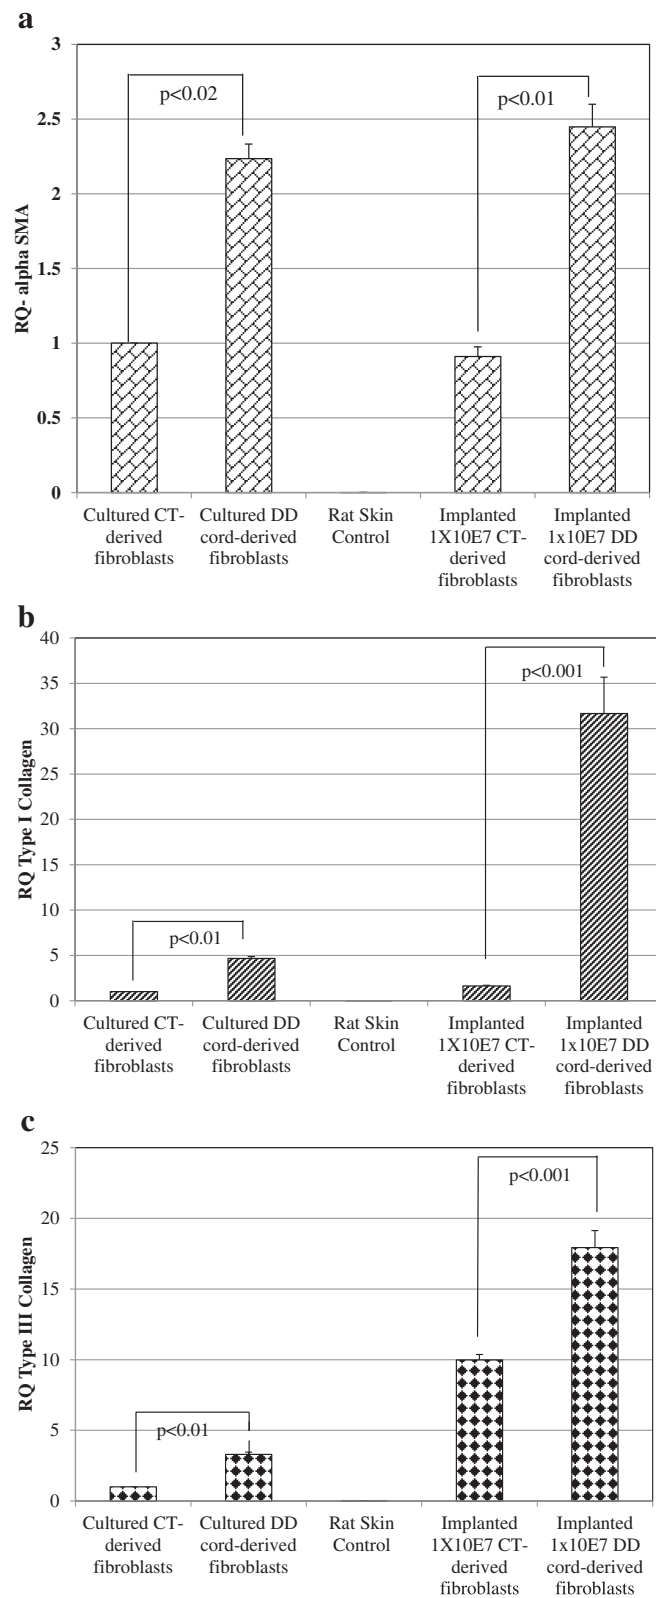 a
3
2.5
2
1.5
1
0.5
0
RQ- alpha SMA
p<0.02
p<0.01
Cultured CT-
derived fibroblasts
Cultured DD
cord-derived
fibroblasts
Rat Skin
Control
Implanted
1X10E7 CT-
derived
fibroblasts
Implanted
1x10E7 DD
cord-derived
fibroblasts
b
40
35
30
25
20
15
10
5
0
RQ Type I Collagen
p<0.01
p<0.001
Cultured CT-
derived
fibroblasts
Cultured DD
cord-derived
fibroblasts
Rat Skin
Control
Implanted
1X10E7 CT-
derived
fibroblasts
Implanted
1x10E7 DD
cord-derived
fibroblasts
c
25
20
15
10
5
0
RQ Type III Collagen
p<0.01
p<0.001
Cultured CT-
derived
fibroblasts
Cultured DD
cord-derived
fibroblasts
Rat Skin
Control
Implanted
1X10E7 CT-
derived
fibroblasts
Implanted
1x10E7 DD
cord-derived
fibroblasts